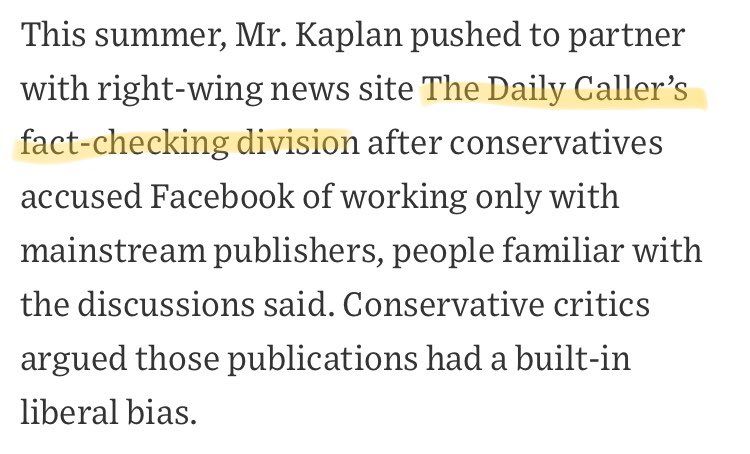 This summer, Mr. Kaplan pushed to partner
with right-wing news site The Daily Caller’s
fact-checking division after conservatives
accused Facebook of working only with
mainstream publishers, people familiar with
the discussions said. Conservative critics
argued those publications had a built-in
liberal bias.